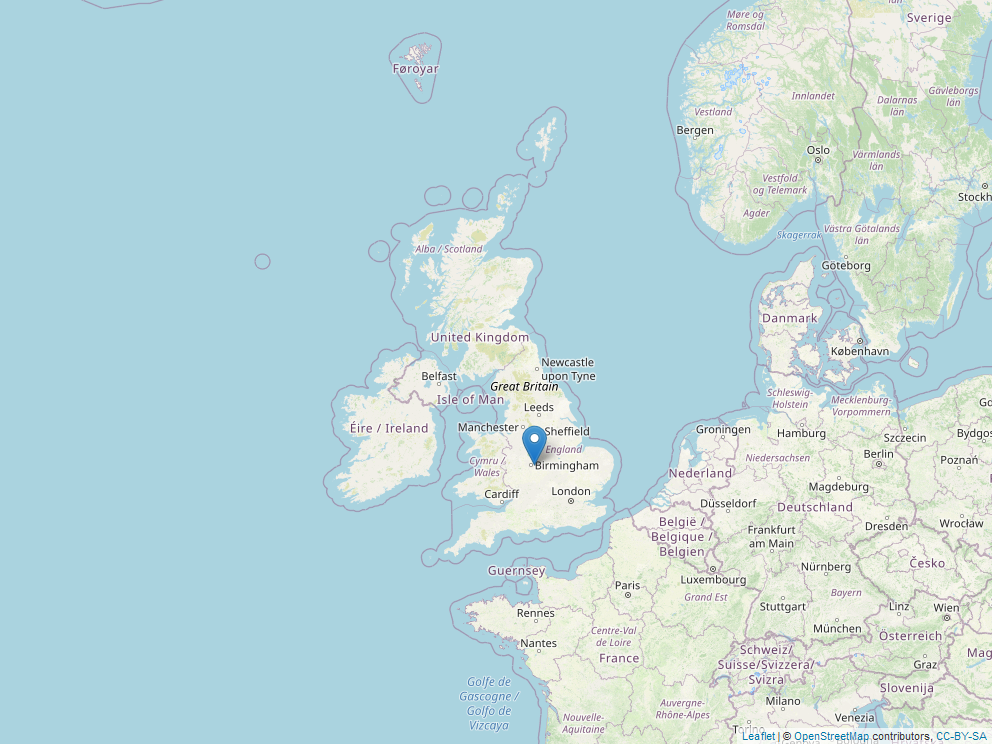 Møre og
Romsdal
Sverige
Føroyar
Innlandet
Dalarnas
län
Gävleborgs
län
Vestland
Bergen
Oslo
Värmlands
län
Vestfold-
og Telemark
Stockh
Agder
Skagerrak
Västra Götalands
län
Alba / Scotland
Göteborg
Danmark
United Kingdom
København
Newcastle
upon Tyne
Belfast
Great Britain
Isle of Man
Leeds
Schleswig-
Holstein
Mecklenburg-
Vorpommern
Éire / Ireland
Manchester
Sheffield
England
Groningen
Hamburg
Szczecin
Bydgos
Cymru /
Wales
Birmingham
Niedersachsen
Berlin
Poznań
Nederland
Cardiff
London
Magdeburg
Düsseldorf
Deutschland
België /
Belgique /
Belgien
Frankfurt
am Main
Dresden
Wrocław
Guernsey
Luxembourg
Nürnberg
Česko
Paris
Grand Est
Bayern
Rennes
Stuttgart
Linz
Wien
München
Centre-Val
de Loire
Österreich
Nantes
France
Schweiz/
Suisse/Svizzera/
Svizra
Graz
Mag
Golfe de
Gascogne /
Golfo de
Vizcaya
Slovenija
Auvergne-
Rhône-Alpes
Milano
Nouvelle-
Aquitaine
Venezia
Torino
Leaflet | © OpenStreetMap contributors, CC-BY-SA